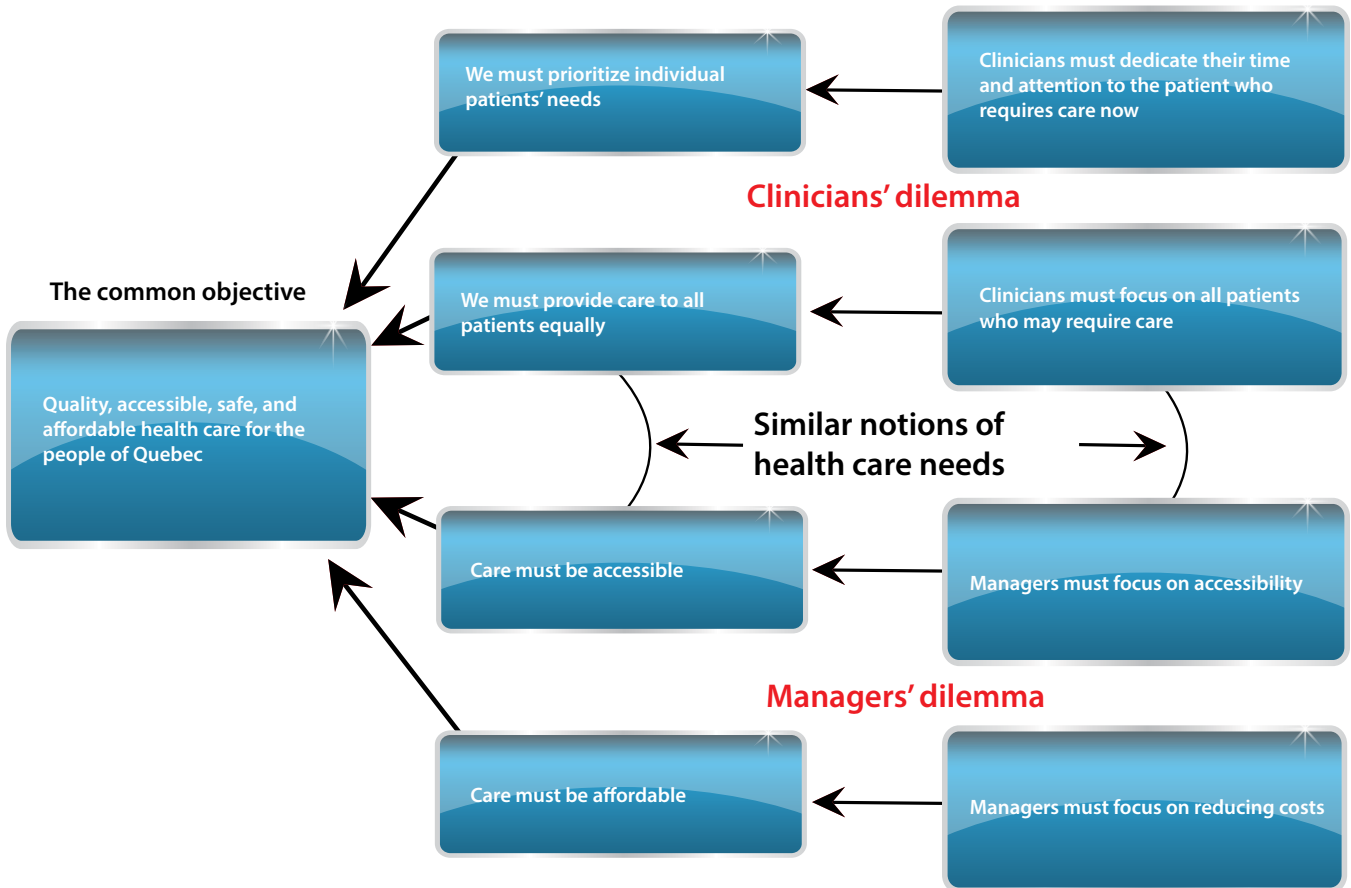 We must prioritize individual
patients' needs
Clinicians must dedicate their time
and attention to the patient who
requires care now
Clinicians' dilemma
The common objective
We must provide care to all
patients equally
Clinicians must focus on all patients
who may require care
Quality, accessible, safe, and
affordable health care for the
people of Quebec
Similar notions of
health care needs
Care must be accessible
Managers must focus on accessibility
Managers' dilemma
Care must be affordable
Managers must focus on reducing costs